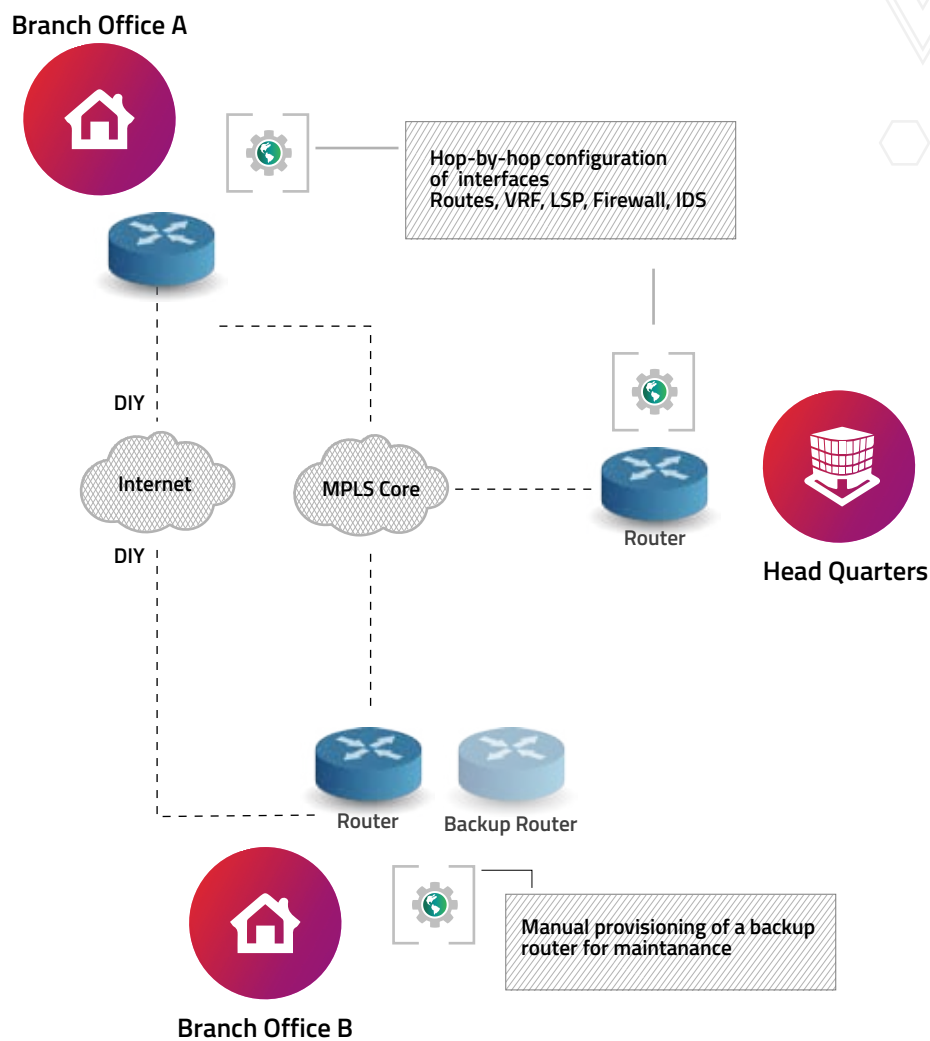 Branch Office A
Hop-by-hop configuration
of interfaces
Routes, VRF, LSP, Firewall, IDS
DIY
Internet
MPLS Core
DIY
Router
Head Quarters
Router
Backup Router
Manual provisioning of a backup
router for maintanance
Branch Office B